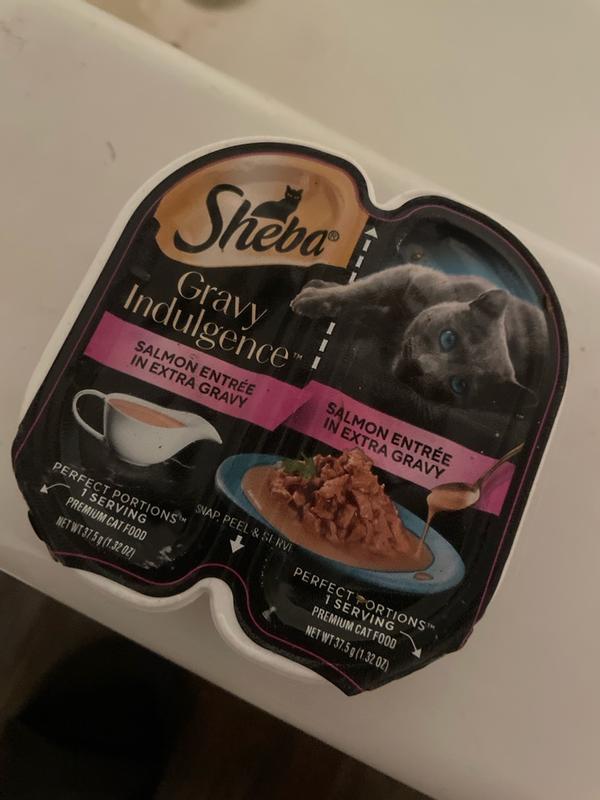 Sheba®
Gravy
Indulgence™
SALMON ENTRÉE
IN EXTRA GRAVY
SALMON ENTRÉE
IN EXTRA GRAVY
PERFECT PORTIONS™
1 SERVING
PREMIUM CAT FOOD
NET WT 37.5 g (1.32 OZ)
SNAP, PEEL & SERVE
PERFECT PORTIONS™
1 SERVING
PREMIUM CAT FOOD
NET WT 37.5 g (1.32 OZ)